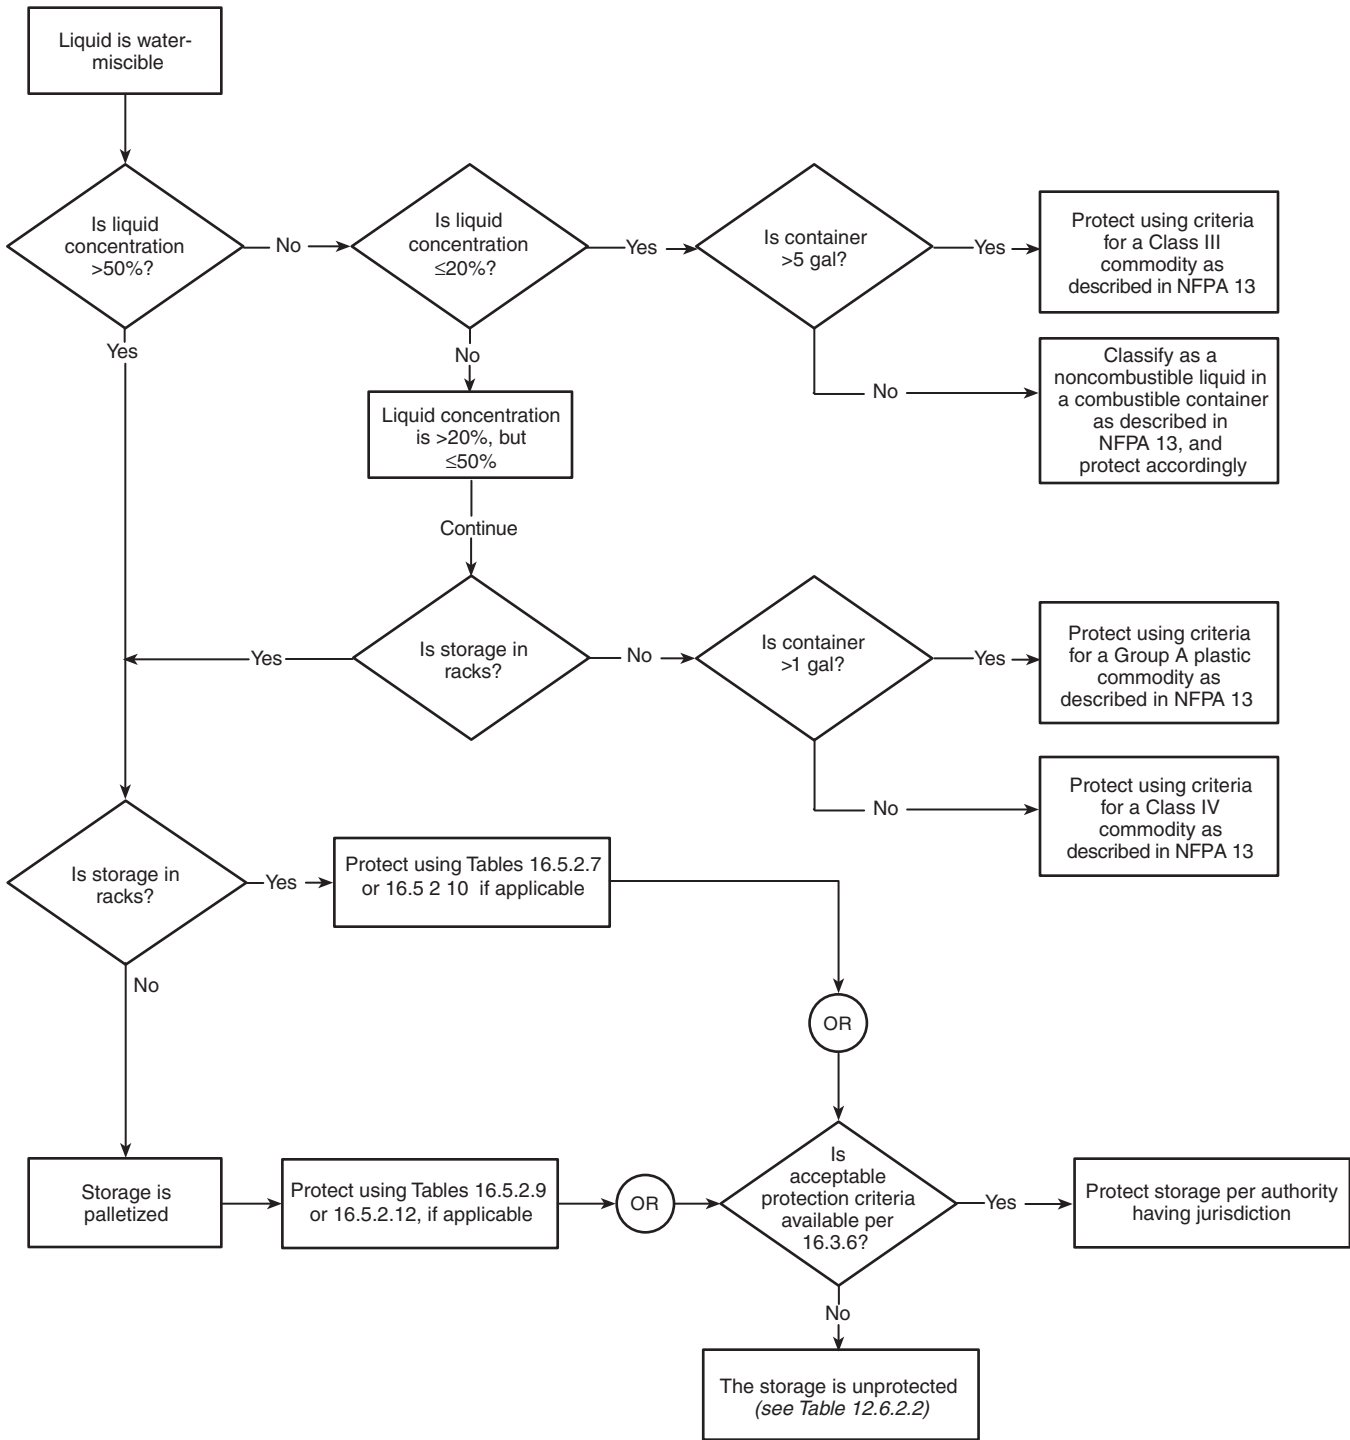 Liquid is water-
miscible
Is liquid
concentration
>50%?
No
Is liquid
concentration
≤20%?
Yes
Is container
>5 gal?
Yes
Protect using criteria
for a Class III
commodity as
described in NFPA 13
No
Classify as a
noncombustible liquid in
a combustible container
as described in
NFPA 13, and
protect accordingly
Yes
No
Liquid concentration
is >20%, but
≤50%
Continue
Is storage in
racks?
Yes
No
Is container
>1 gal?
Yes
Protect using criteria
for a Group A plastic
commodity as
described in NFPA 13
No
Protect using criteria
for a Class IV
commodity as
described in NFPA 13
Is storage in
racks?
Yes
Protect using Tables 16.5.2.7
or 16.5 2 10 if applicable
OR
No
Storage is
palletized
Protect using Tables 16.5.2.9
or 16.5.2.12, if applicable
OR
Is
acceptable
protection criteria
available per
16.3.6?
Yes
Protect storage per authority
having jurisdiction
No
The storage is unprotected
(see Table 12.6.2.2)